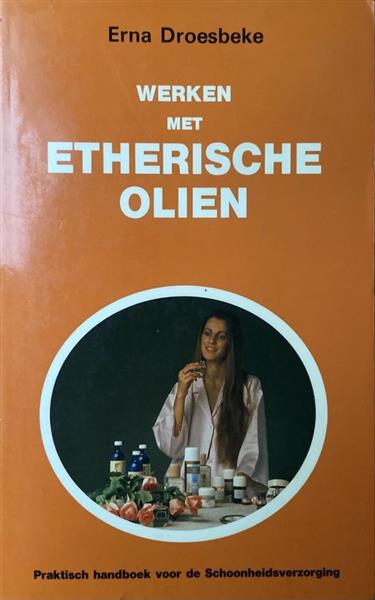 Erna Droesbeke
WERKEN
MET
ETHERISCHE
OLIEN
Praktisch handboek voor de Schoonheidsverzorging